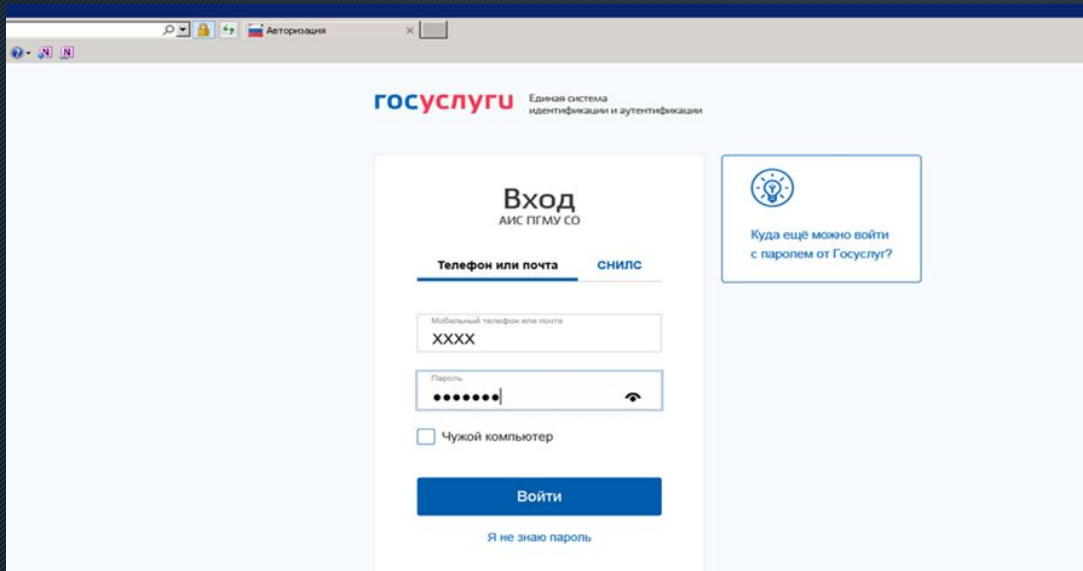 Авторизация
госуслуги
Единая система
идентификации и аутентификации
Вход
АИС ПГМУ СО
Телефон или почта СНИЛС
Мобильный телефон или почта
XXXX
Пароль
Чужой компьютер
Войти
Я не знаю пароль
Куда ещё можно войти
с паролем от Госуслуг?